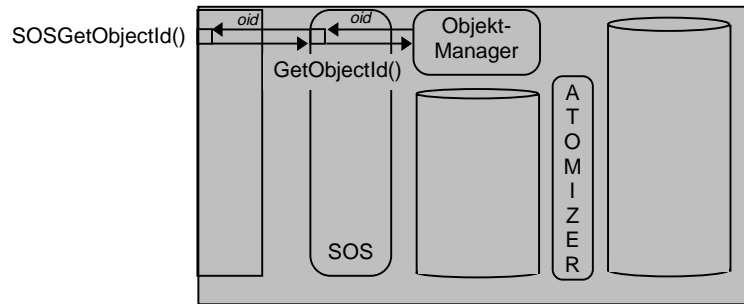 oid
oid
SOSGetObjectId()
Objekt-
Manager
GetObjectId()
A
T
O
M
I
Z
E
R
SOS